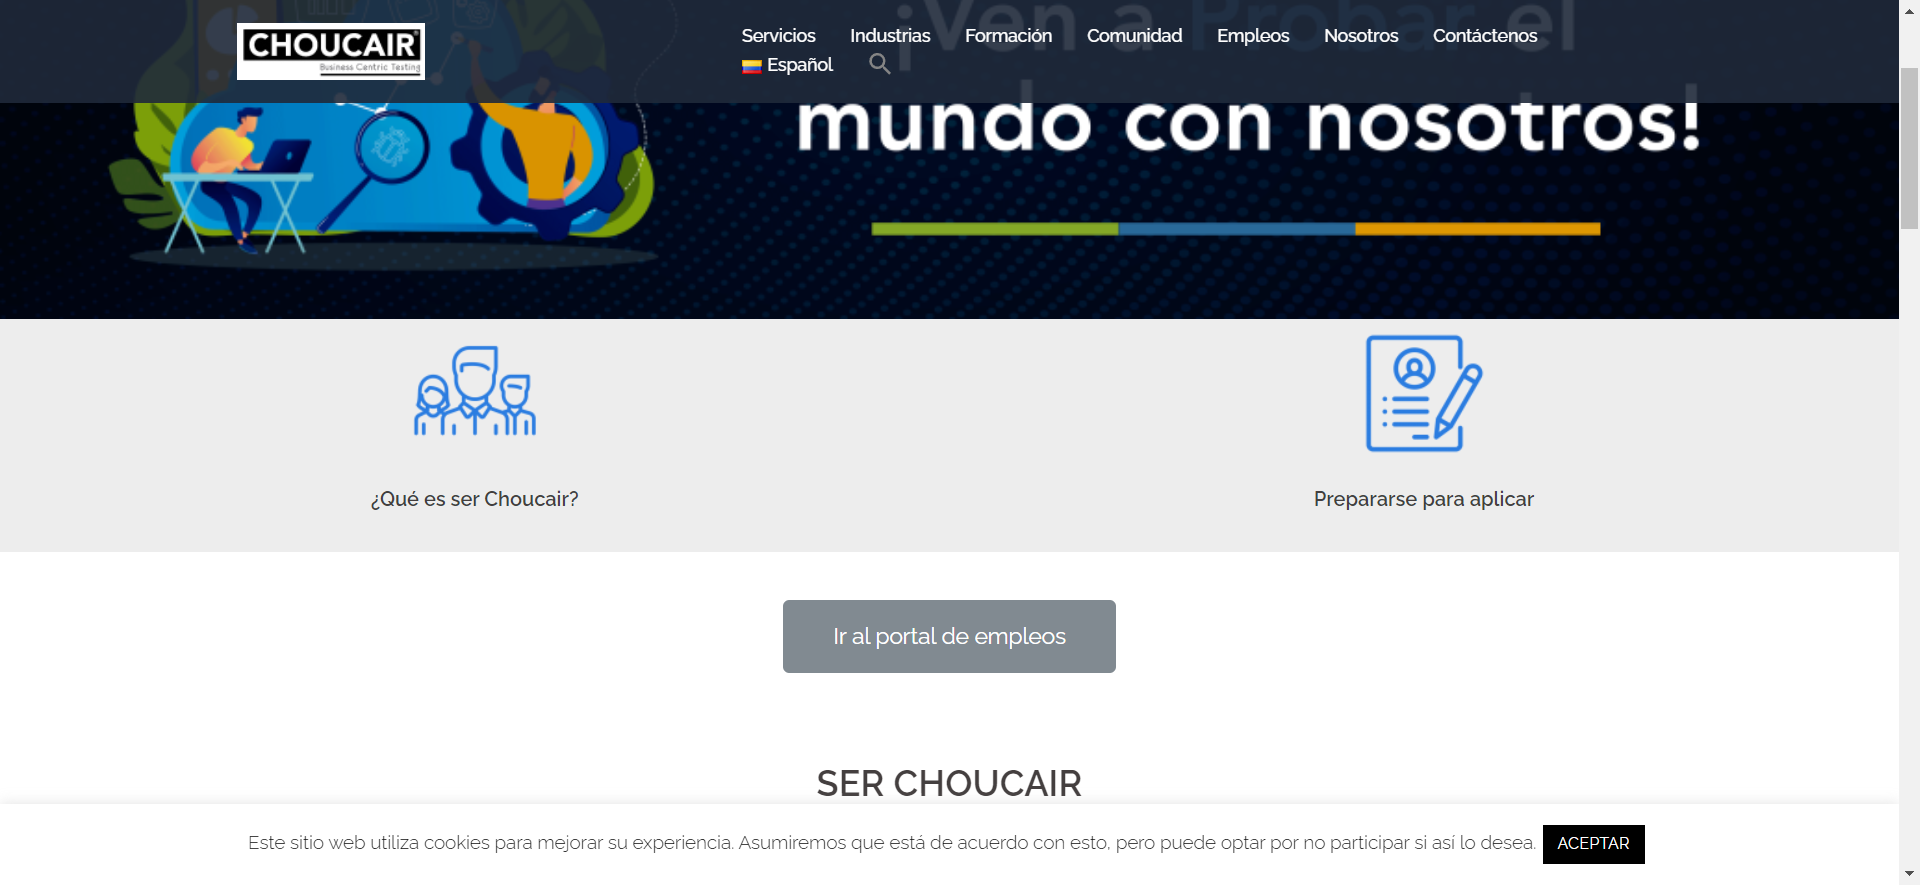 CHOUCAIR
Business Centric Testing
Servicios Industrias Formación Comunidad Empleos Nosotros Contáctenos
Español
¡Ven a Probar el
mundo con nosotros!
¿Qué es ser Choucair?
Prepararse para aplicar
Ir al portal de empleos
SER CHOUCAIR
Este sitio web utiliza cookies para mejorar su experiencia. Asumiremos que está de acuerdo con esto, pero puede optar por no participar si así lo desea. ACEPTAR